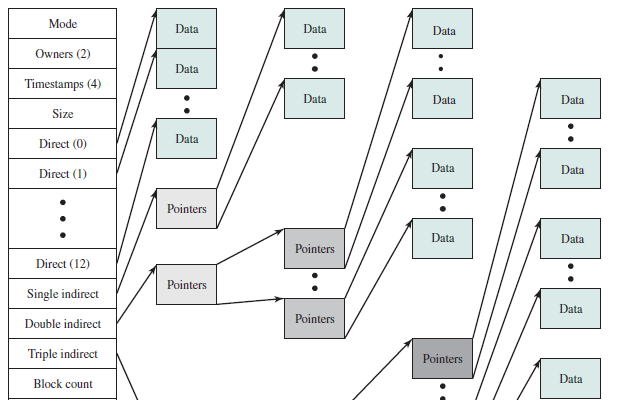 Mode
Owners (2)
Timestamps (4)
Size
Direct (0)
Direct (1)
Direct (12)
Single indirect
Double indirect
Triple indirect
Block count
Data
Data
Data
Pointers
Pointers
Data
Data
Pointers
Pointers
Data
Data
Data
Data
Pointers
Data
Data
Data
Data
Data